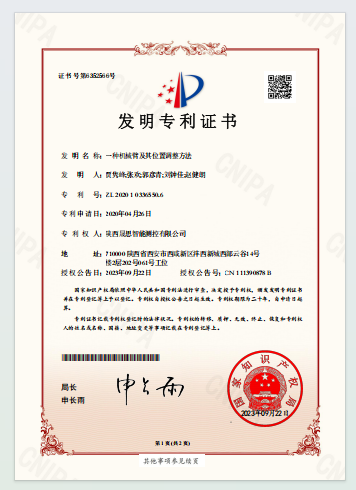 证书号第6352566号
发明专利证书
发 明 名 称：一种机械臂及其位置调整方法
发 明 人：贾隽峰;张欢;郭彦青;刘钟佳;赵健朗
专 利 号：ZL 2020 1 0336550.6
专利申请日：2020年04月26日
专 利 权 人：陕西晟思智能测控有限公司
地 址：710000 陕西省西安市西咸新区沣西新城西部云谷14号
楼2层202号061号工位
授权公告日：2023年09月22日 授权公告号：CN 111390878 B
国家知识产权局依照中华人民共和国专利法进行审查，决定授予专利权，颁发发明专利证书
并在专利登记簿上予以登记。专利权自授权公告之日起生效。专利权期限为二十年，自申请日起
算。
专利证书记载专利权登记时的法律状况。专利权的转移、质押、无效、终止、恢复和专利权
人的姓名或名称、国籍、地址变更等事项记载在专利登记簿上。
局长
申长雨
申长雨
国家知识产权局
2023年09月22日
第 1 页 (共 2 页)
其他事项参见续页
CNIPA